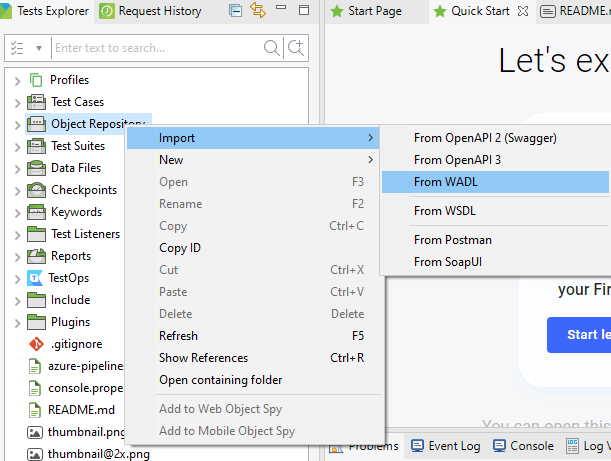 Tests Explorer
Request History
Start Page
Quick Start
README.
Enter text to search...
Let's ex
Profiles
Test Cases
Object Repository
Test Suites
Data Files
Checkpoints
Keywords
Test Listeners
Reports
TestOps
Include
Plugins
.gitignore
azure-pipeline
console.prope
README.md
thumbnail.png
thumbnail@2x.png
Import
New
Open F3
Rename F2
Copy Ctrl+C
Copy ID
Cut Ctrl+X
Paste Ctrl+V
Delete Delete
Refresh F5
Show References Ctrl+R
Open containing folder
Add to Web Object Spy
Add to Mobile Object Spy
From OpenAPI 2 (Swagger)
From OpenAPI 3
From WADL
From WSDL
From Postman
From SoapUI
your Fir
Start le
You can open this
Problems
Event Log
Console
Log V